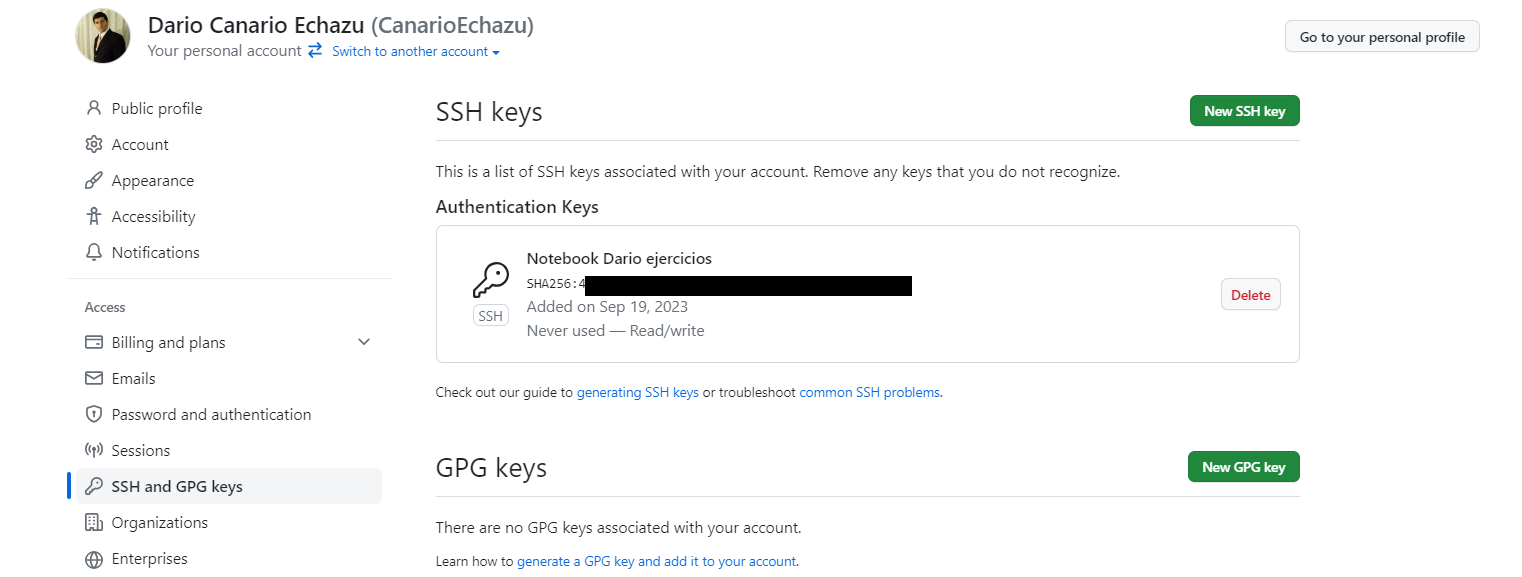 Dario Canario Echazu (CanarioEchazu)
Your personal account Switch to another account
Go to your personal profile
Public profile
Account
Appearance
Accessibility
Notifications
Access
Billing and plans
Emails
Password and authentication
Sessions
SSH and GPG keys
Organizations
Enterprises
SSH keys
New SSH key
This is a list of SSH keys associated with your account. Remove any keys that you do not recognize.
Authentication Keys
Notebook Dario ejercicios
SHA256:4
Added on Sep 19, 2023
Never used — Read/write
SSH
Delete
Check out our guide to generating SSH keys or troubleshoot common SSH problems.
GPG keys
New GPG key
There are no GPG keys associated with your account.
Learn how to generate a GPG key and add it to your account.